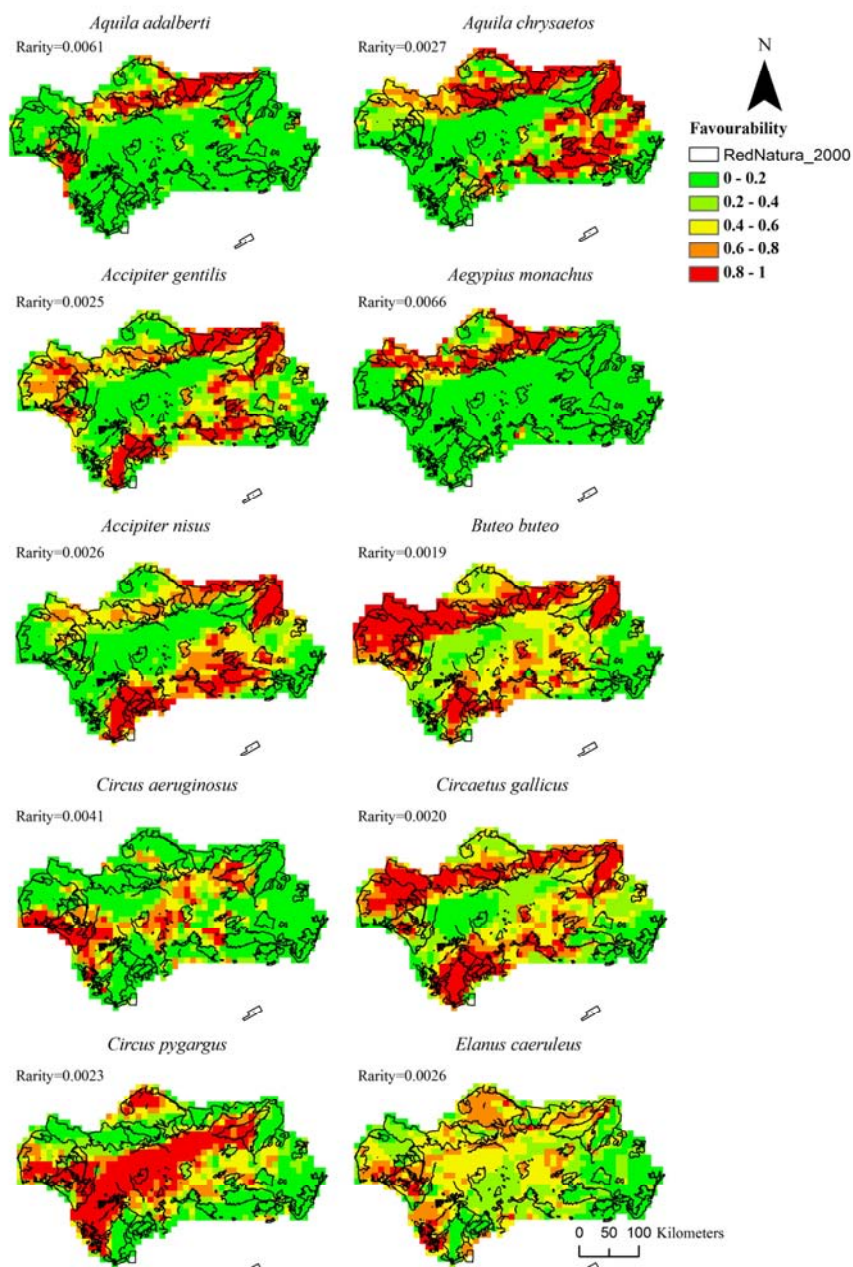 Aquila adalberti
Rarity=0.0061
Aquila chrysaetos
Rarity=0.0027
N
Favourability
RedNatura_2000
0 - 0.2
0.2 - 0.4
0.4 - 0.6
0.6 - 0.8
0.8 - 1
Accipiter gentilis
Rarity=0.0025
Aegypius monachus
Rarity=0.0066
Accipiter nisus
Rarity=0.0026
Buteo buteo
Rarity=0.0019
Circus aeruginosus
Rarity=0.0041
Circaetus gallicus
Rarity=0.0020
Circus pygargus
Rarity=0.0023
Elanus caeruleus
Rarity=0.0026
0 50 100 Kilometers